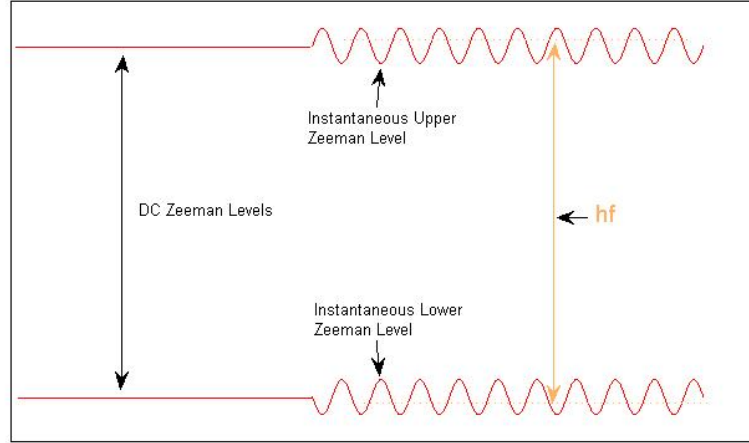 Instantaneous Upper
Zeeman Level
DC Zeeman Levels
hf
Instantaneous Lower
Zeeman Level